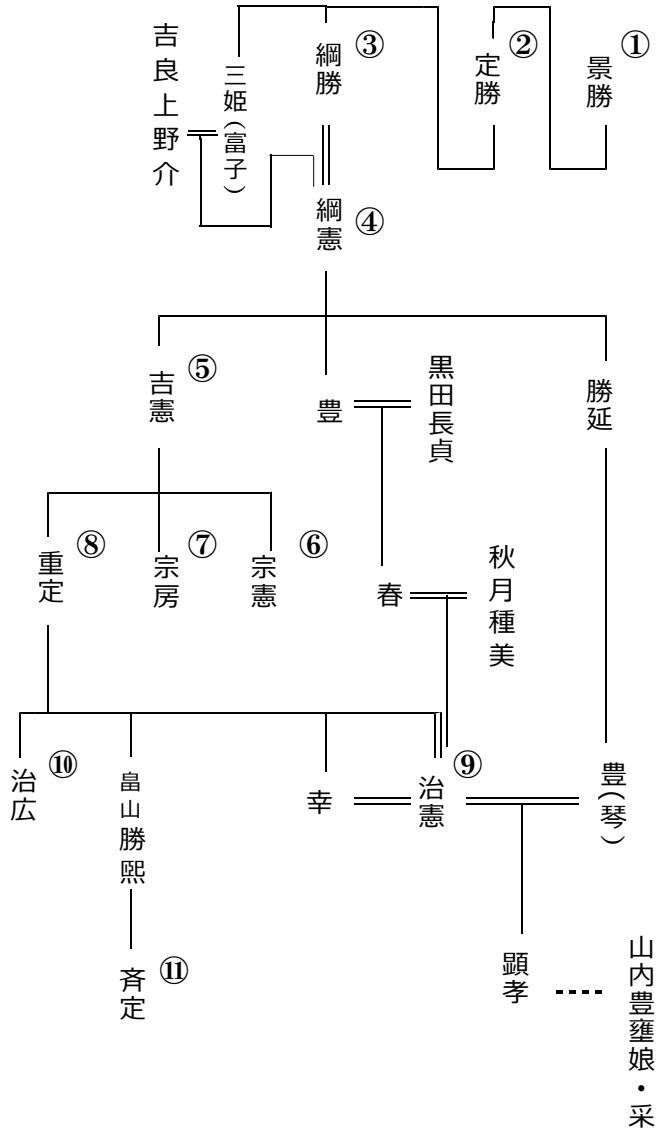 ①
景勝
②
定勝
③
綱勝
三姫(富子)
吉良上野介
④
綱憲
勝延
黒田長貞
豊
⑤
吉憲
秋月種美
春
⑥
宗憲
⑦
宗房
⑧
重定
豊(琴)
⑨
治憲
幸
畠山勝熙
⑩
治広
山内豊壅娘・采
顕孝
⑪
斉定